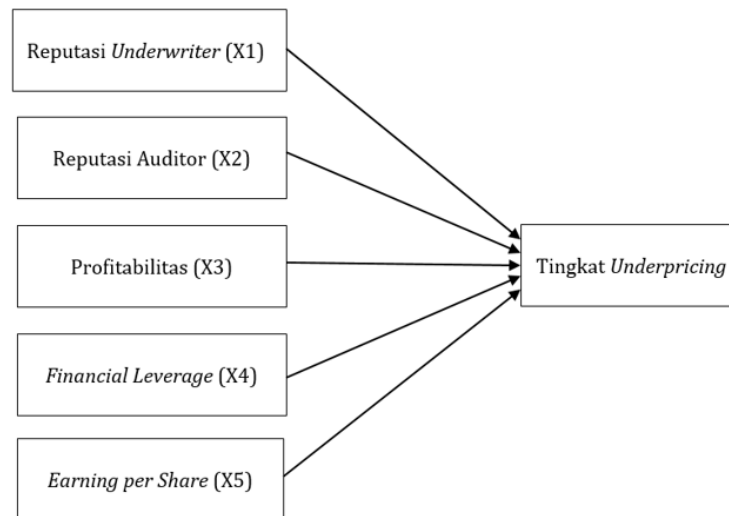 Reputasi Underwriter (X1)
Reputasi Auditor (X2)
Profitabilitas (X3)
Tingkat Underpricing
Financial Leverage (X4)
Earning per Share (X5)